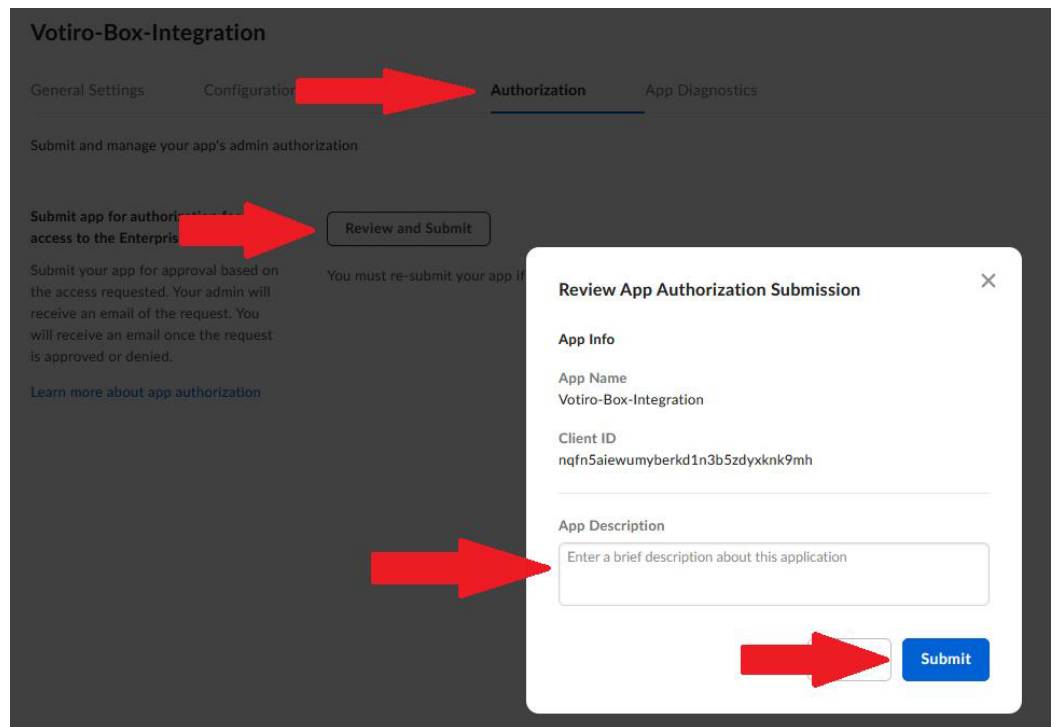 Votiro-Box-Integration
General Settings Configuration Authorization App Diagnostics
Submit and manage your app's admin authorization
Submit app for
access to the
Review and Submit
Submit your app for approval based on
the access requested. Your admin will
receive an email of the request. You
will receive an email once the request
is approved or denied.
Learn more about app authorization
You must re-submit your app if
Review App Authorization Submission
App Info
App Name
Votiro-Box-Integration
Client ID
nqfn5aiewumyberkd1n3b5zdyxknk9mh
App Description
Enter a brief description about this application
Submit